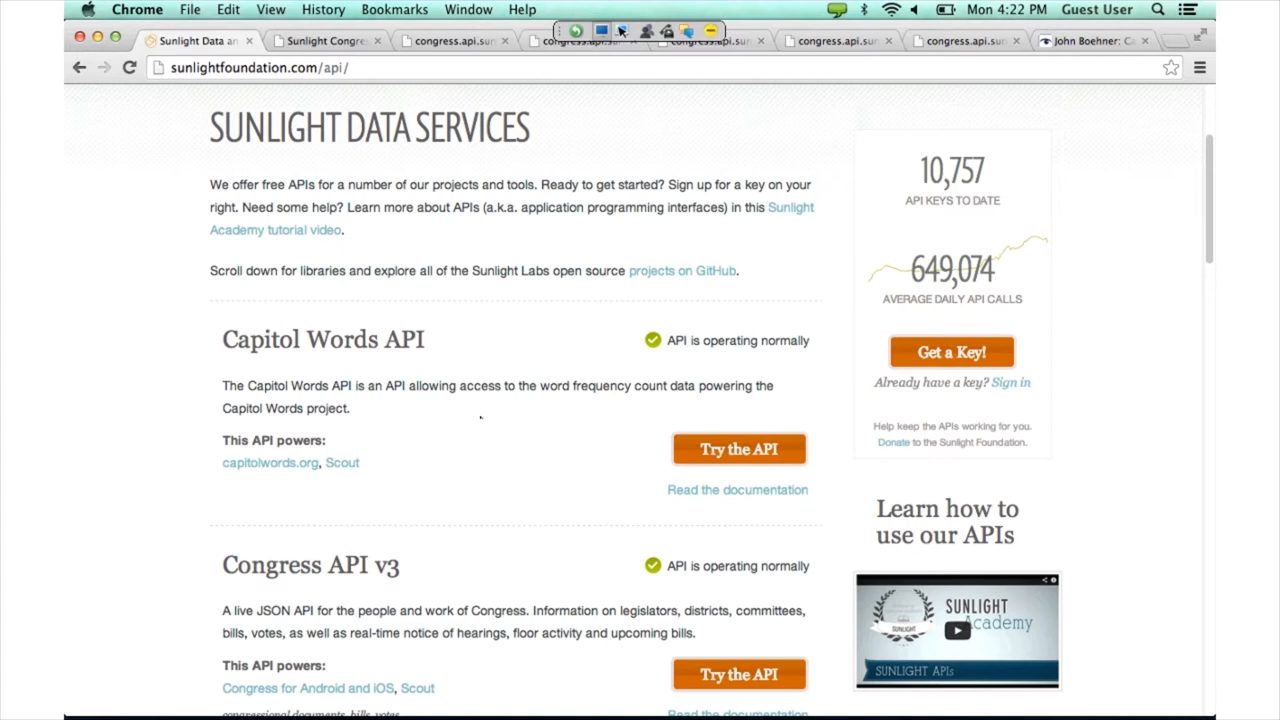 Chrome File Edit View History Bookmarks Window Help Mon 4:22 PM Guest User
Sunlight Data an Sunlight Congres congress.api.sun congress.api.sun congress.api.sun John Boehner: Ca
sunlightfoundation.com/api/
SUNLIGHT DATA SERVICES
We offer free APIs for a number of our projects and tools. Ready to get started? Sign up for a key on your
right. Need some help? Learn more about APIs (a.k.a. application programming interfaces) in this Sunlight
Academy tutorial video.
Scroll down for libraries and explore all of the Sunlight Labs open source projects on GitHub.
Capitol Words API
API is operating normally
The Capitol Words API is an API allowing access to the word frequency count data powering the
Capitol Words project.
This API powers:
capitolwords.org, Scout
Try the API
Read the documentation
Congress API v3
API is operating normally
A live JSON API for the people and work of Congress. Information on legislators, districts, committees,
bills, votes, as well as real-time notice of hearings, floor activity and upcoming bills.
This API powers:
Congress for Android and iOS, Scout
Try the API
congressional documents, bills, votes
Read the documentation
10,757
API KEYS TO DATE
649,074
AVERAGE DAILY API CALLS
Get a Key!
Already have a key? Sign in
Help keep the APIs working for you.
Donate to the Sunlight Foundation.
Learn how to
use our APIs
SUNLIGHT
Academy
SUNLIGHT
SUNLIGHT APIs